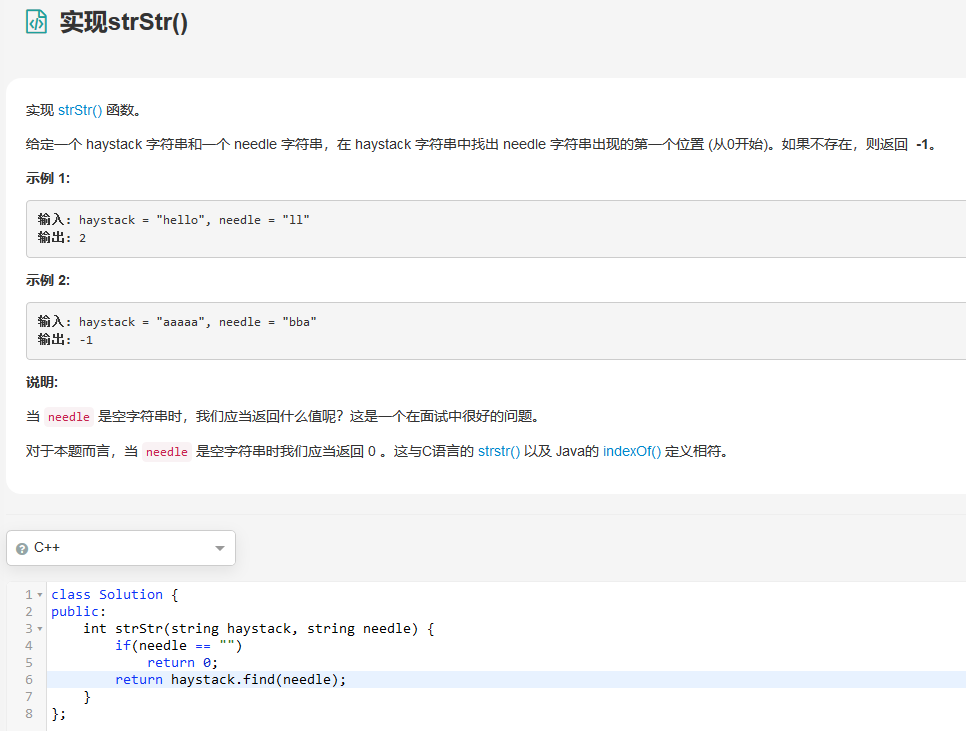 实现strStr()
实现 strStr() 函数。
给定一个 haystack 字符串和一个 needle 字符串，在 haystack 字符串中找出 needle 字符串出现的第一个位置 (从0开始)。如果不存在，则返回 -1。
示例 1:
输入: haystack = "hello", needle = "ll"
输出: 2
示例 2:
输入: haystack = "aaaaa", needle = "bba"
输出: -1
说明:
当 needle 是空字符串时，我们应当返回什么值呢？这是一个在面试中很好的问题。
对于本题而言，当 needle 是空字符串时我们应当返回 0 。这与C语言的 strstr() 以及 Java的 indexOf() 定义相符。
? C++
1 class Solution {
2 public:
3     int strStr(string haystack, string needle) {
4         if(needle == "")
5             return 0;
6         return haystack.find(needle);
7     }
8 };